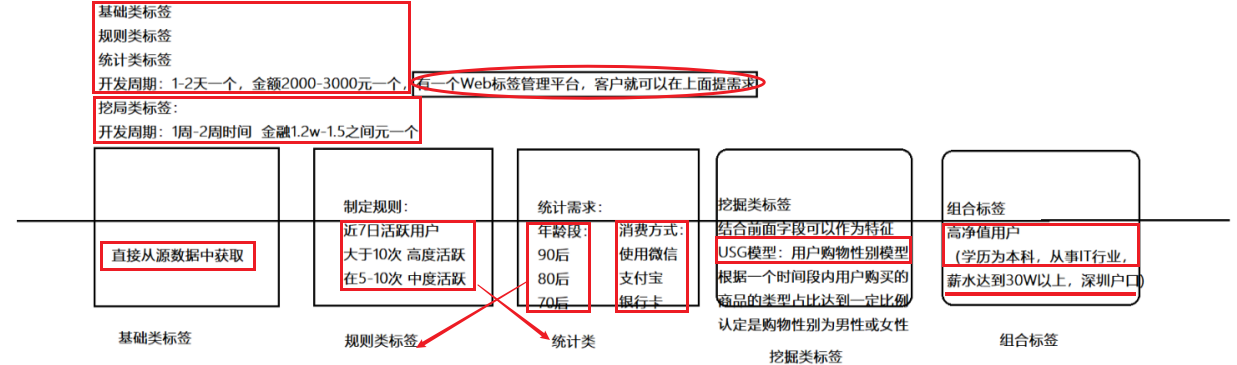 基础类标签
规则类标签
统计类标签
开发周期：1-2天一个，金额2000-3000元一个，有一个Web标签管理平台，客户就可以在上面提需求
挖局类标签：
开发周期：1周-2周时间 金融1.2w-1.5之间元一个
直接从源数据中获取
基础类标签
制定规则：
近7日活跃用户
大于10次 高度活跃
在5-10次 中度活跃
规则类标签
统计需求：
年龄段：
90后
80后
70后
消费方式：
使用微信
支付宝
银行卡
统计类
挖掘类标签
结合前面字段可以作为特征
USG模型：用户购物性别模型
根据一个时间段内用户购买的
商品的类型占比达到一定比例
认定是购物性别为男性或女性
挖掘类标签
组合标签
高净值用户
（学历为本科，从事IT行业，
薪水达到30W以上，深圳户口)
组合标签